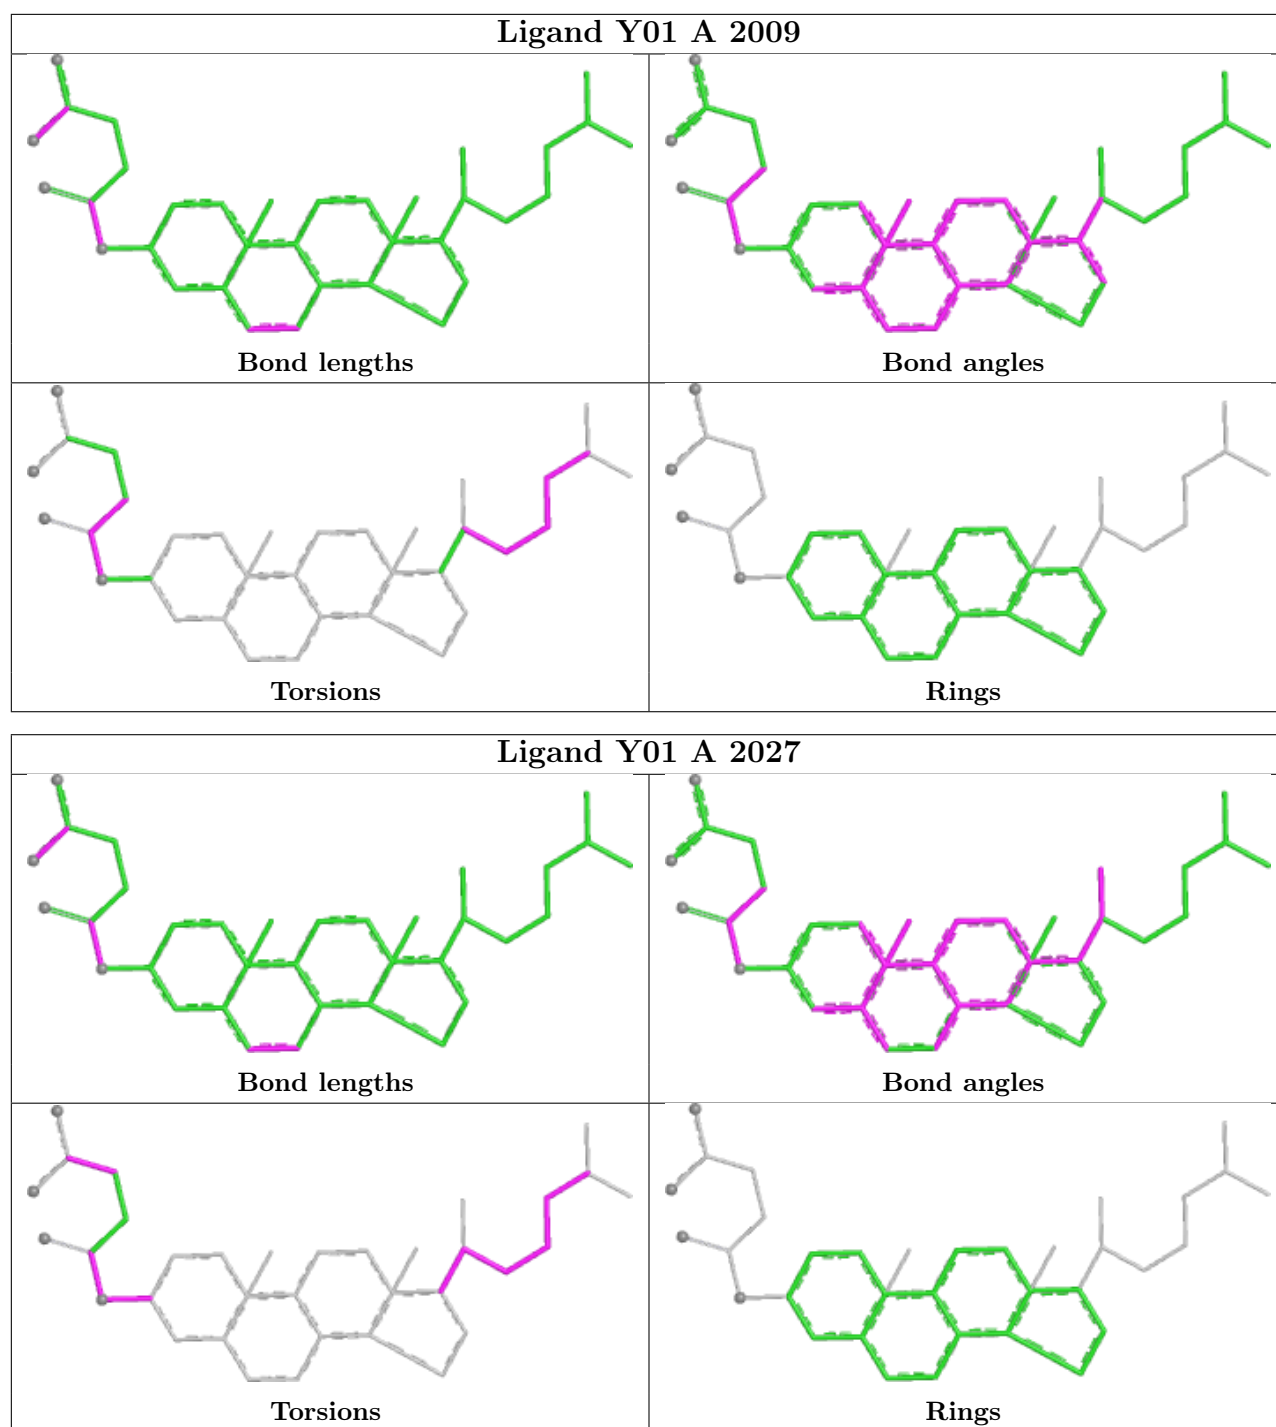 Ligand Y01 A 2009
Bond lengths
Bond angles
Torsions
Rings
Ligand Y01 A 2027
Bond lengths
Bond angles
Torsions
Rings